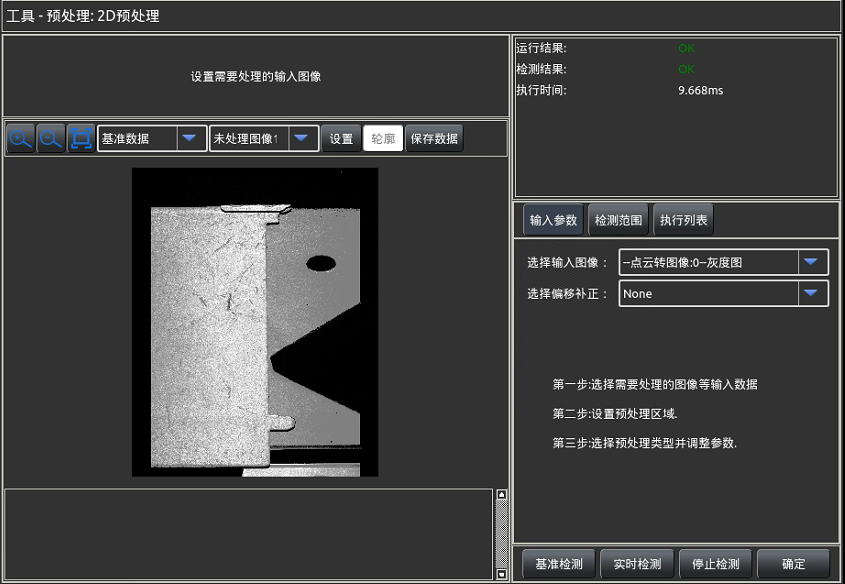 工具 - 预处理: 2D预处理
设置需要处理的输入图像
基准数据 未处理图像1 设置 轮廓 保存数据
运行结果: OK
检测结果: OK
执行时间: 9.668ms
输入参数 检测范围 执行列表
选择输入图像： --点云转图像:0--灰度图
选择偏移补正： None
第一步:选择需要处理的图像等输入数据
第二步:设置预处理区域.
第三步:选择预处理类型并调整参数.
基准检测 实时检测 停止检测 确定